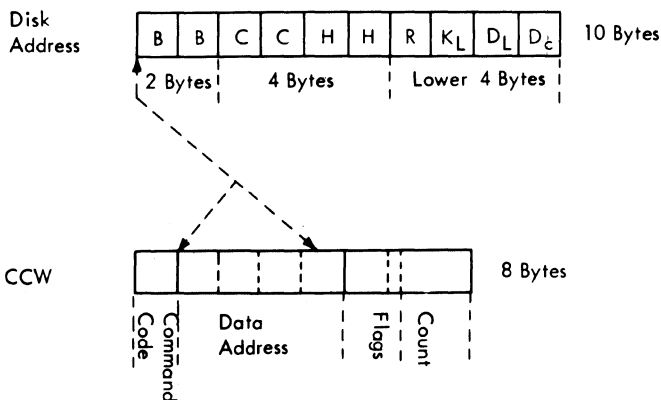 Disk Address
B B C C H H R KL DL Dc
10 Bytes
2 Bytes
4 Bytes
Lower 4 Bytes
CCW
8 Bytes
Command Code
Data Address
Flags
Count